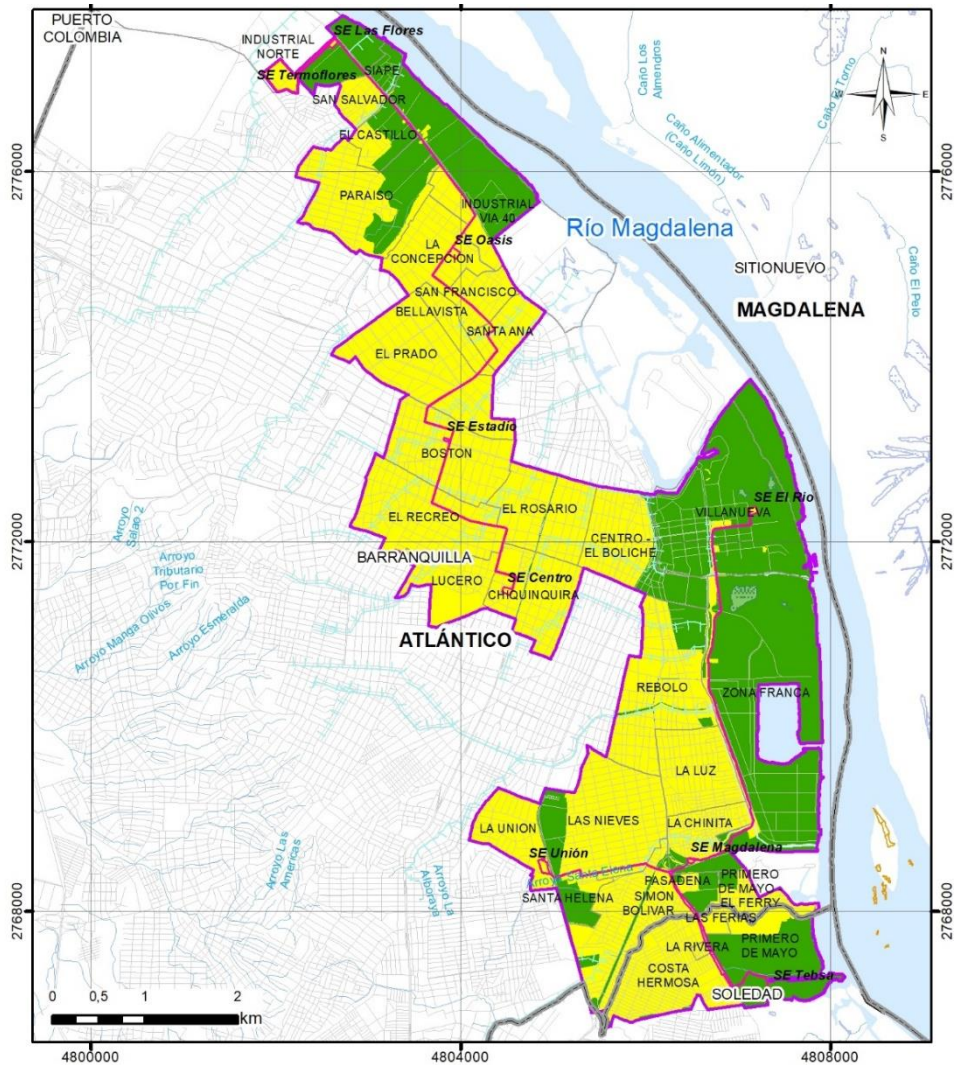 PUERTO
COLOMBIA
INDUSTRIAL
NORTE
SE Las Flores
SE Termoflores
SIAPE
SAN SALVADOR
EL CASTILLO
PARAISO
INDUSTRIAL
VIA 40
SE Oasis
LA
CONCEPCION
SAN FRANCISCO
BELLAVISTA
SANTA ANA
EL PRADO
SE Estadio
BOSTON
EL RECREO
EL ROSARIO
BARRANQUILLA
LUCERO
SE Centro
CHIQUINQUIRA
CENTRO -
EL BOLICHE
SE El Rio
VILLANUEVA
ATLÁNTICO
REBOLO
ZONA FRANCA
LA LUZ
LA CHINITA
LAS NIEVES
LA UNION
SE Unión
SE Magdalena
Arroyo Santa Elena
SANTA HELENA
PASADENA
SIMON
BOLIVAR
PRIMERO
DE MAYO
EL FERRY
LAS FERIAS
LA RIVERA
PRIMERO
DE MAYO
COSTA
HERMOSA
SE Tebsa
SOLEDAD
Río Magdalena
SITIONUEVO
MAGDALENA
Caño Los
Almendros
Caño Alimentador
(Caño Limón)
Caño El Torno
Caño El Pelo
Arroyo
Salao 2
Arroyo
Tributario
Por Fin
Arroyo Manga Olivos
Arroyo Esmeralda
Arroyo Las
Americas
Arroyo La
Alboraya
N
W
E
S
2776000
2772000
2768000
2776000
2772000
2768000
0 0,5 1 2
km
4800000
4804000
4808000